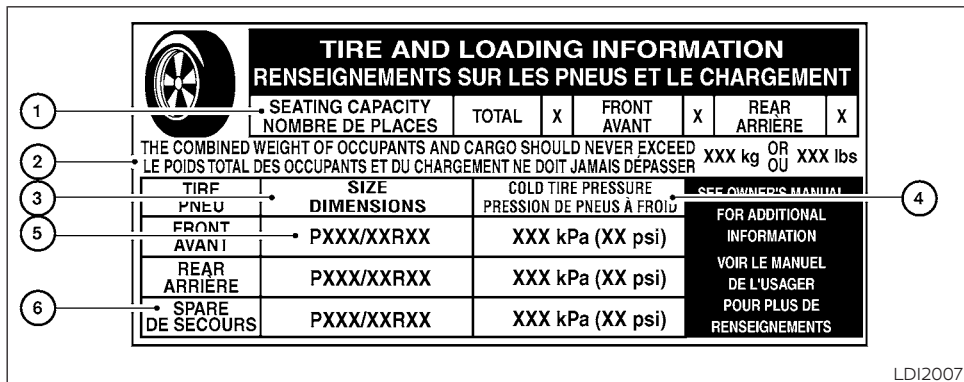 TIRE AND LOADING INFORMATION
RENSEIGNEMENTS SUR LES PNEUS ET LE CHARGEMENT
1
SEATING CAPACITY
NOMBRE DE PLACES
TOTAL
X
FRONT
AVANT
X
REAR
ARRIÈRE
X
2
THE COMBINED WEIGHT OF OCCUPANTS AND CARGO SHOULD NEVER EXCEED
LE POIDS TOTAL DES OCCUPANTS ET DU CHARGEMENT NE DOIT JAMAIS DÉPASSER
XXX kg
OR
OU
XXX lbs
3
TIRE
PNEU
SIZE
DIMENSIONS
COLD TIRE PRESSURE
PRESSION DE PNEUS À FROID
4
5
FRONT
AVANT
PXXX/XXRXX
XXX kPa (XX psi)
REAR
ARRIÈRE
PXXX/XXRXX
XXX kPa (XX psi)
6
SPARE
DE SECOURS
PXXX/XXRXX
XXX kPa (XX psi)
SEE OWNER'S MANUAL
FOR ADDITIONAL
INFORMATION
VOIR LE MANUEL
DE L'USAGER
POUR PLUS DE
RENSEIGNEMENTS
LDI2007